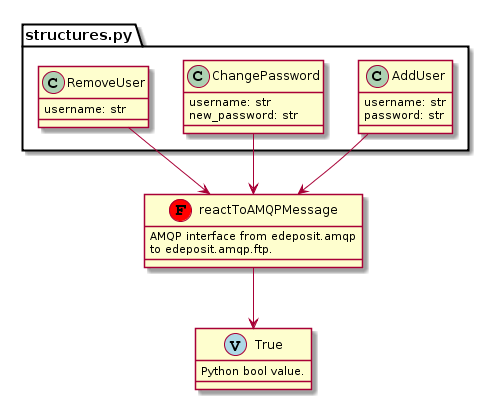 structures.py
C RemoveUser
username: str
C ChangePassword
username: str
new_password: str
C AddUser
username: str
password: str
F reactToAMQPMessage
AMQP interface from edeposit.amqp
to edeposit.amqp.ftp.
V True
Python bool value.